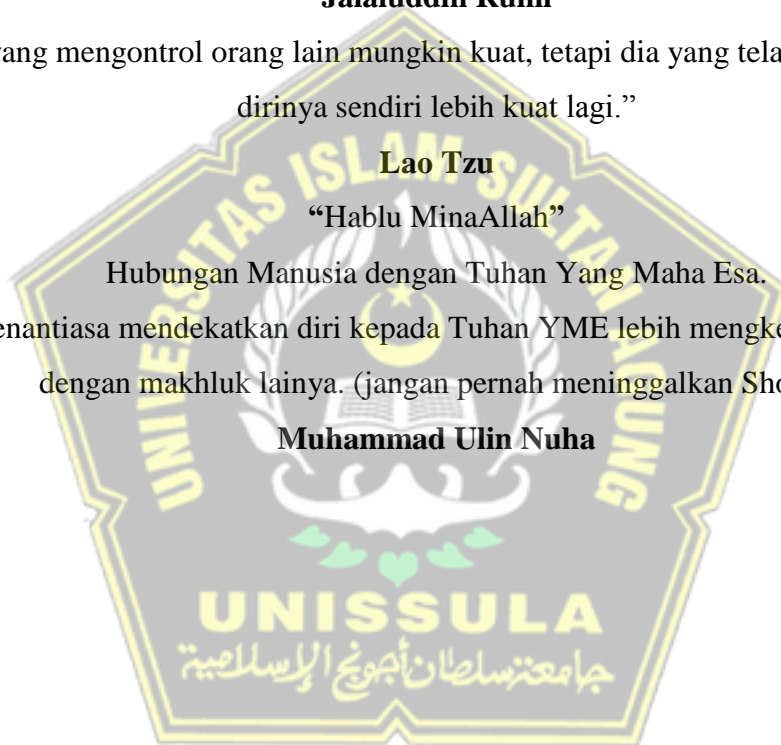 Jalaluddin Rumi
yang mengontrol orang lain mungkin kuat, tetapi dia yang tela
dirinya sendiri lebih kuat lagi.”
Lao Tzu
“Hablu MinaAllah”
Hubungan Manusia dengan Tuhan Yang Maha Esa.
enantiasa mendekatkan diri kepada Tuhan YME lebih mengke
dengan makhluk lainya. (jangan pernah meninggalkan Sho
Muhammad Ulin Nuha
UNIVERSITAS ISLAM SULTAN AGUNG
UNISSULA
جامعة سلطان أجونج الإسلامية